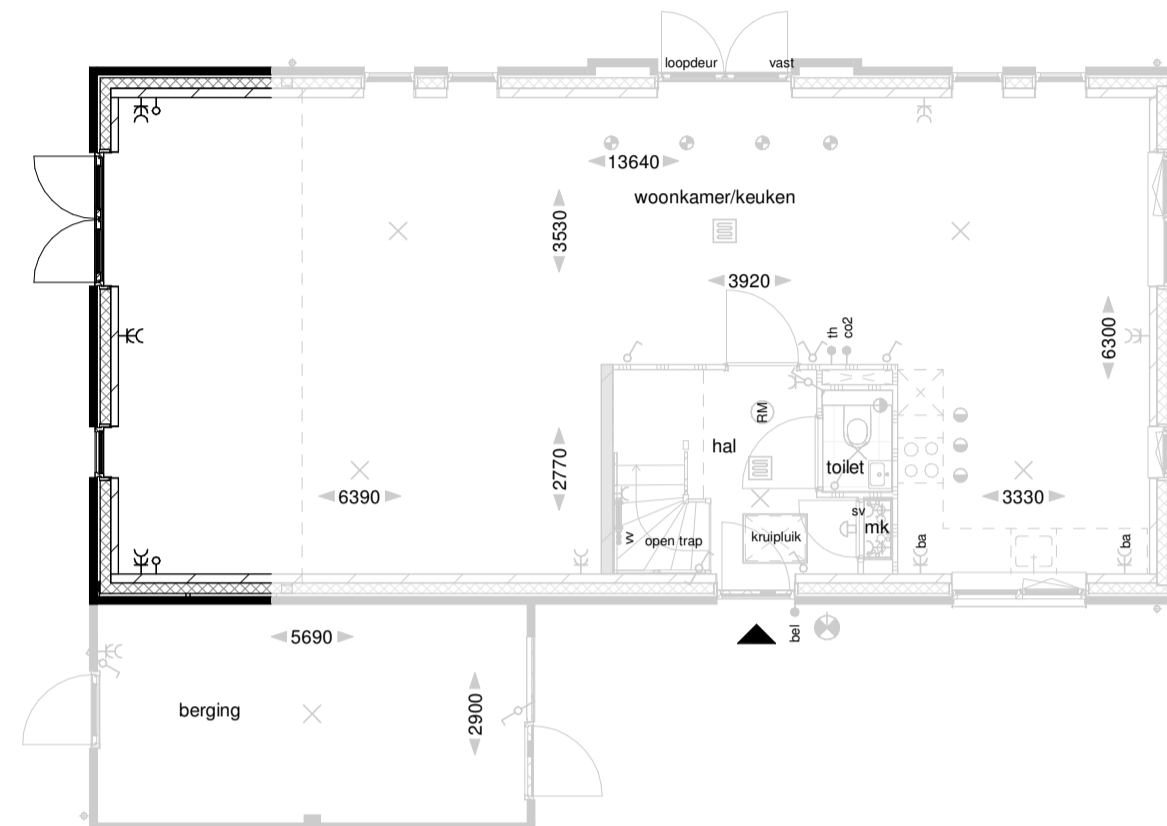 loopdeur
vast
13640
woonkamer/keuken
3530
3920
th
co2
6300
RM
hal
toilet
2770
6390
3330
sv
mk
vv
open trap
kruipluik
ba
ba
bel
5690
berging
2900